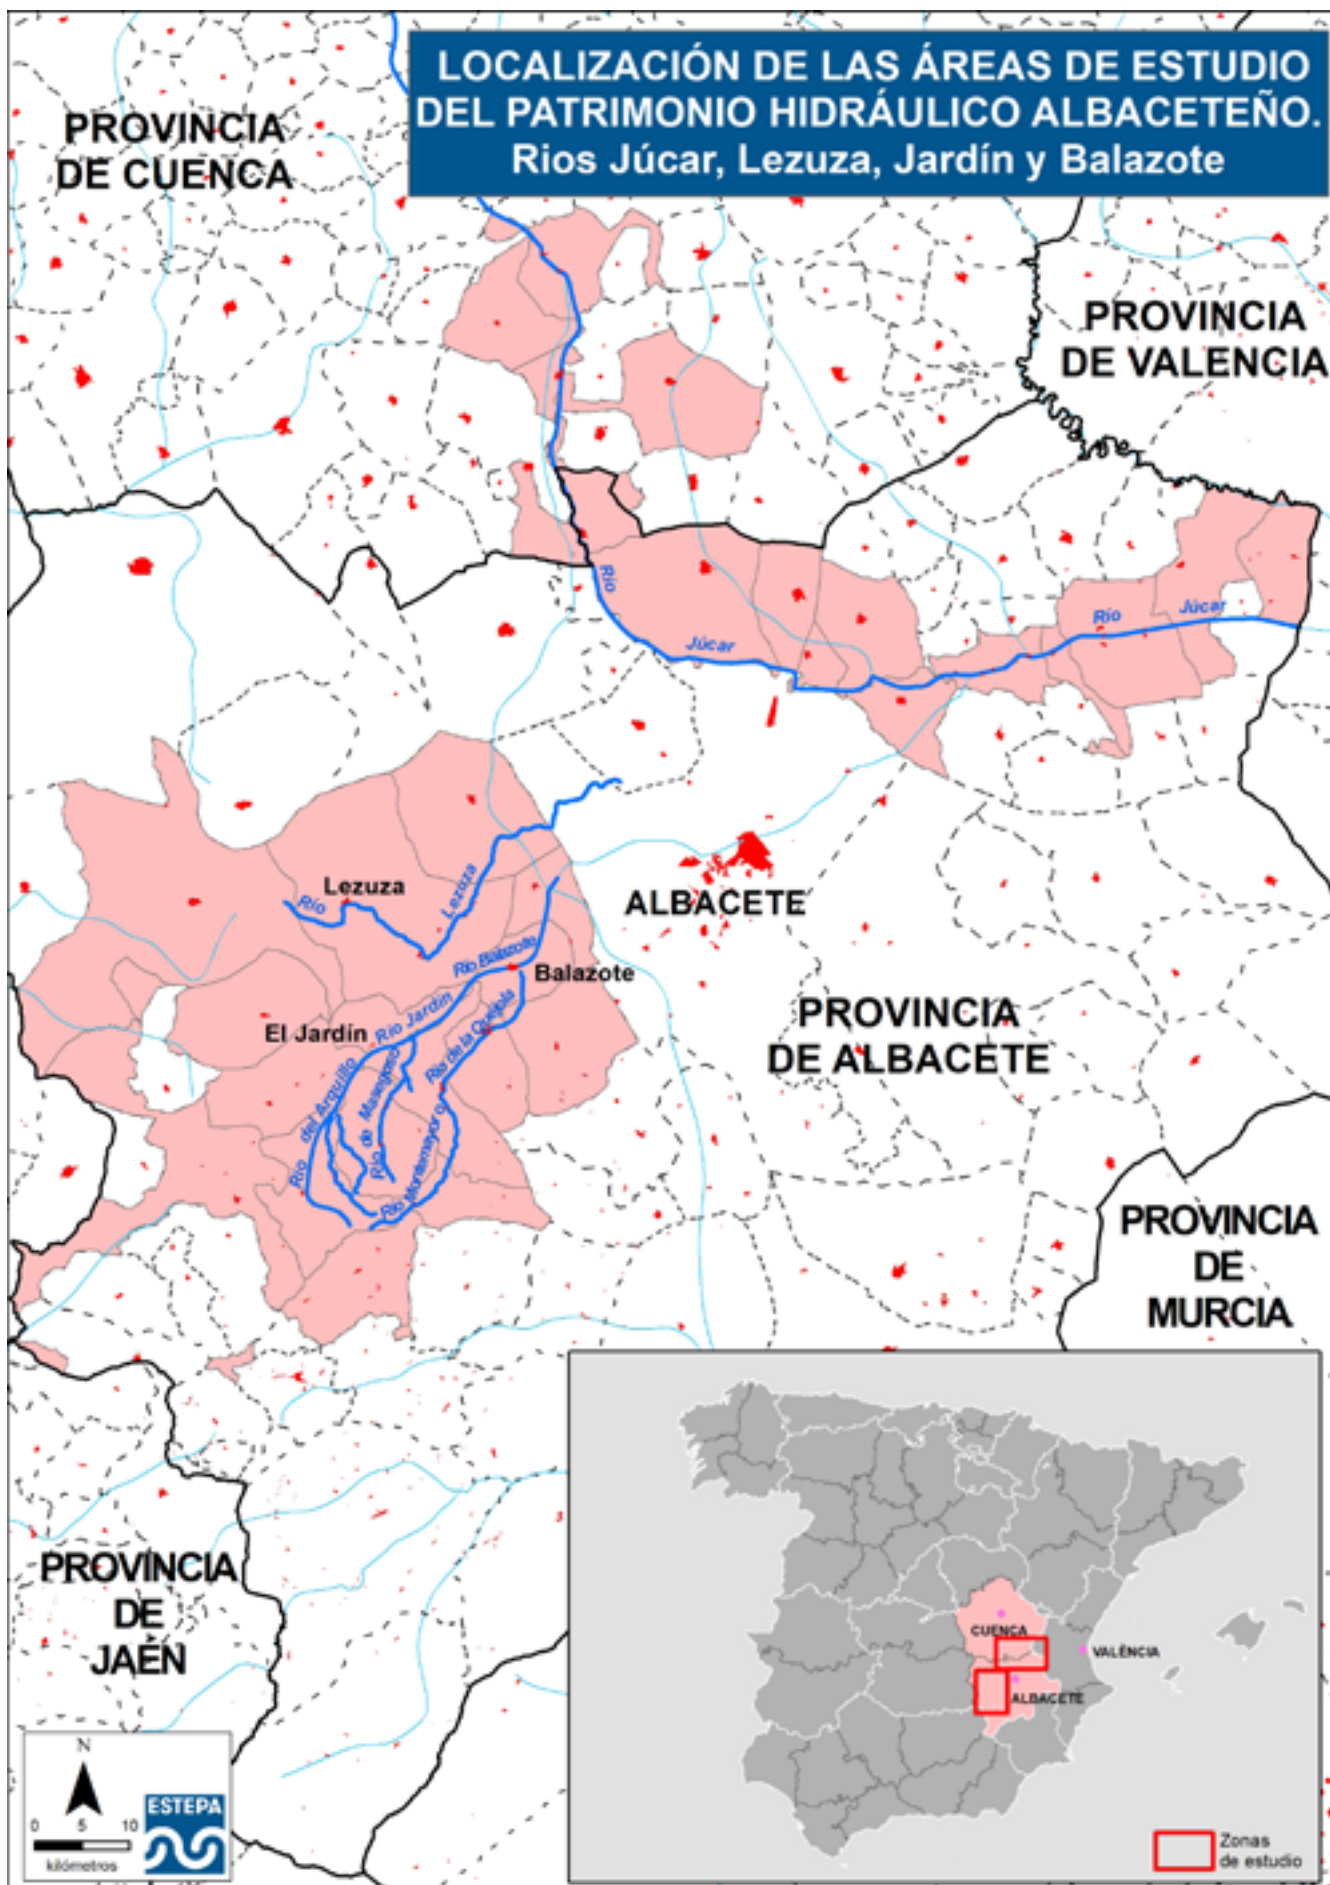 LOCALIZACIÓN DE LAS ÁREAS DE ESTUDIO
DEL PATRIMONIO HIDRÁULICO ALBACETEÑO.
Rios Júcar, Lezuza, Jardín y Balazote
PROVINCIA
DE CUENCA
PROVINCIA
DE VALENCIA
Río
Júcar
Río
Júcar
Lezuza
Río
Lezuza
ALBACETE
Río Balazote
Balazote
El Jardín
Río Jardín
Río de la Quéjola
PROVINCIA
DE ALBACETE
Río
del Arquillo
Río
de
Masegoso
Río Montemayor o
PROVINCIA
DE
MURCIA
PROVINCIA
DE
JAÉN
CUENCA
VALÈNCIA
ALBACETE
Zonas
de estudio
N
0 5 10
kilómetros
ESTEPA